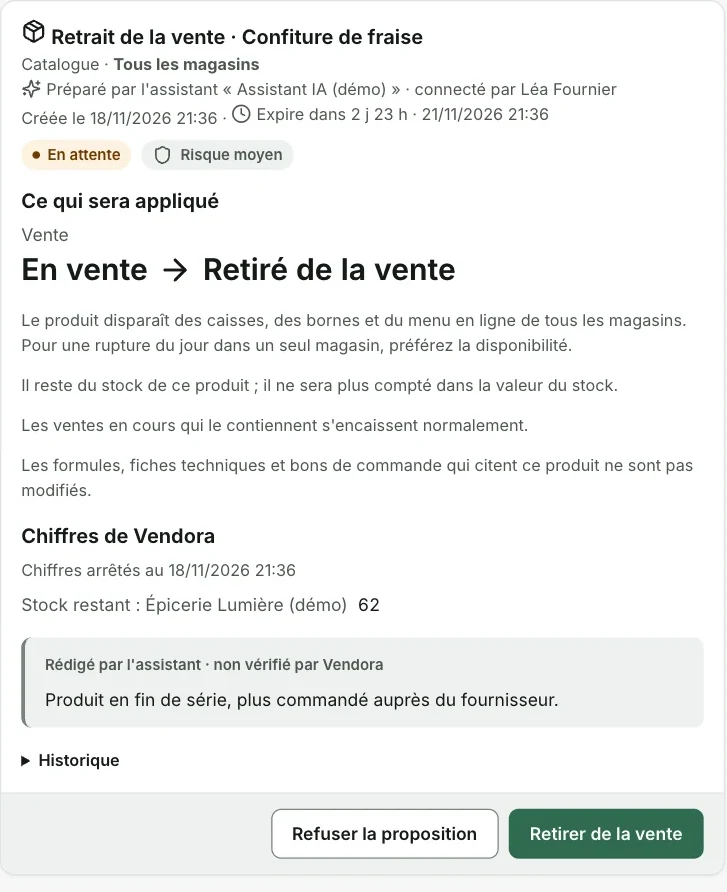 Retrait de la vente · Confiture de fraise
Catalogue · Tous les magasins
Préparé par l'assistant « Assistant IA (démo) » · connecté par Léa Fournier
Créée le 18/11/2026 21:36 · Expire dans 2 j 23 h · 21/11/2026 21:36
En attente Risque moyen
Ce qui sera appliqué
Vente
En vente → Retiré de la vente
Le produit disparaît des caisses, des bornes et du menu en ligne de tous les magasins.
Pour une rupture du jour dans un seul magasin, préférez la disponibilité.
Il reste du stock de ce produit ; il ne sera plus compté dans la valeur du stock.
Les ventes en cours qui le contiennent s'encaissent normalement.
Les formules, fiches techniques et bons de commande qui citent ce produit ne sont pas
modifiés.
Chiffres de Vendora
Chiffres arrêtés au 18/11/2026 21:36
Stock restant : Épicerie Lumière (démo) 62
Rédigé par l'assistant · non vérifié par Vendora
Produit en fin de série, plus commandé auprès du fournisseur.
Historique
Refuser la proposition Retirer de la vente